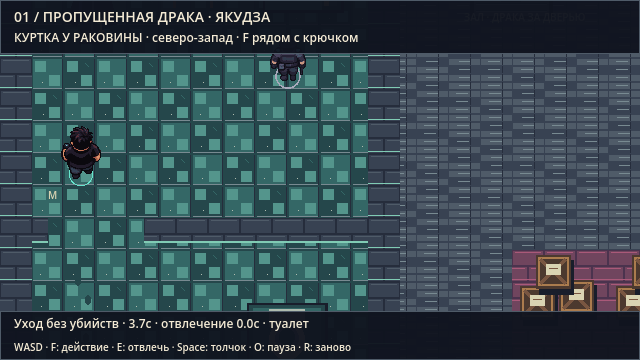 01 / ПРОПУЩЕННАЯ ДРАКА · ЯКУДЗА
КУРТКА У РАКОВИНЫ · северо-запад · F рядом с крючком
М
Уход без убийств · 3.7с · отвлечение 0.0с · туалет
WASD · F: действие · E: отвлечь · Space: толчок · O: пауза · R: заново